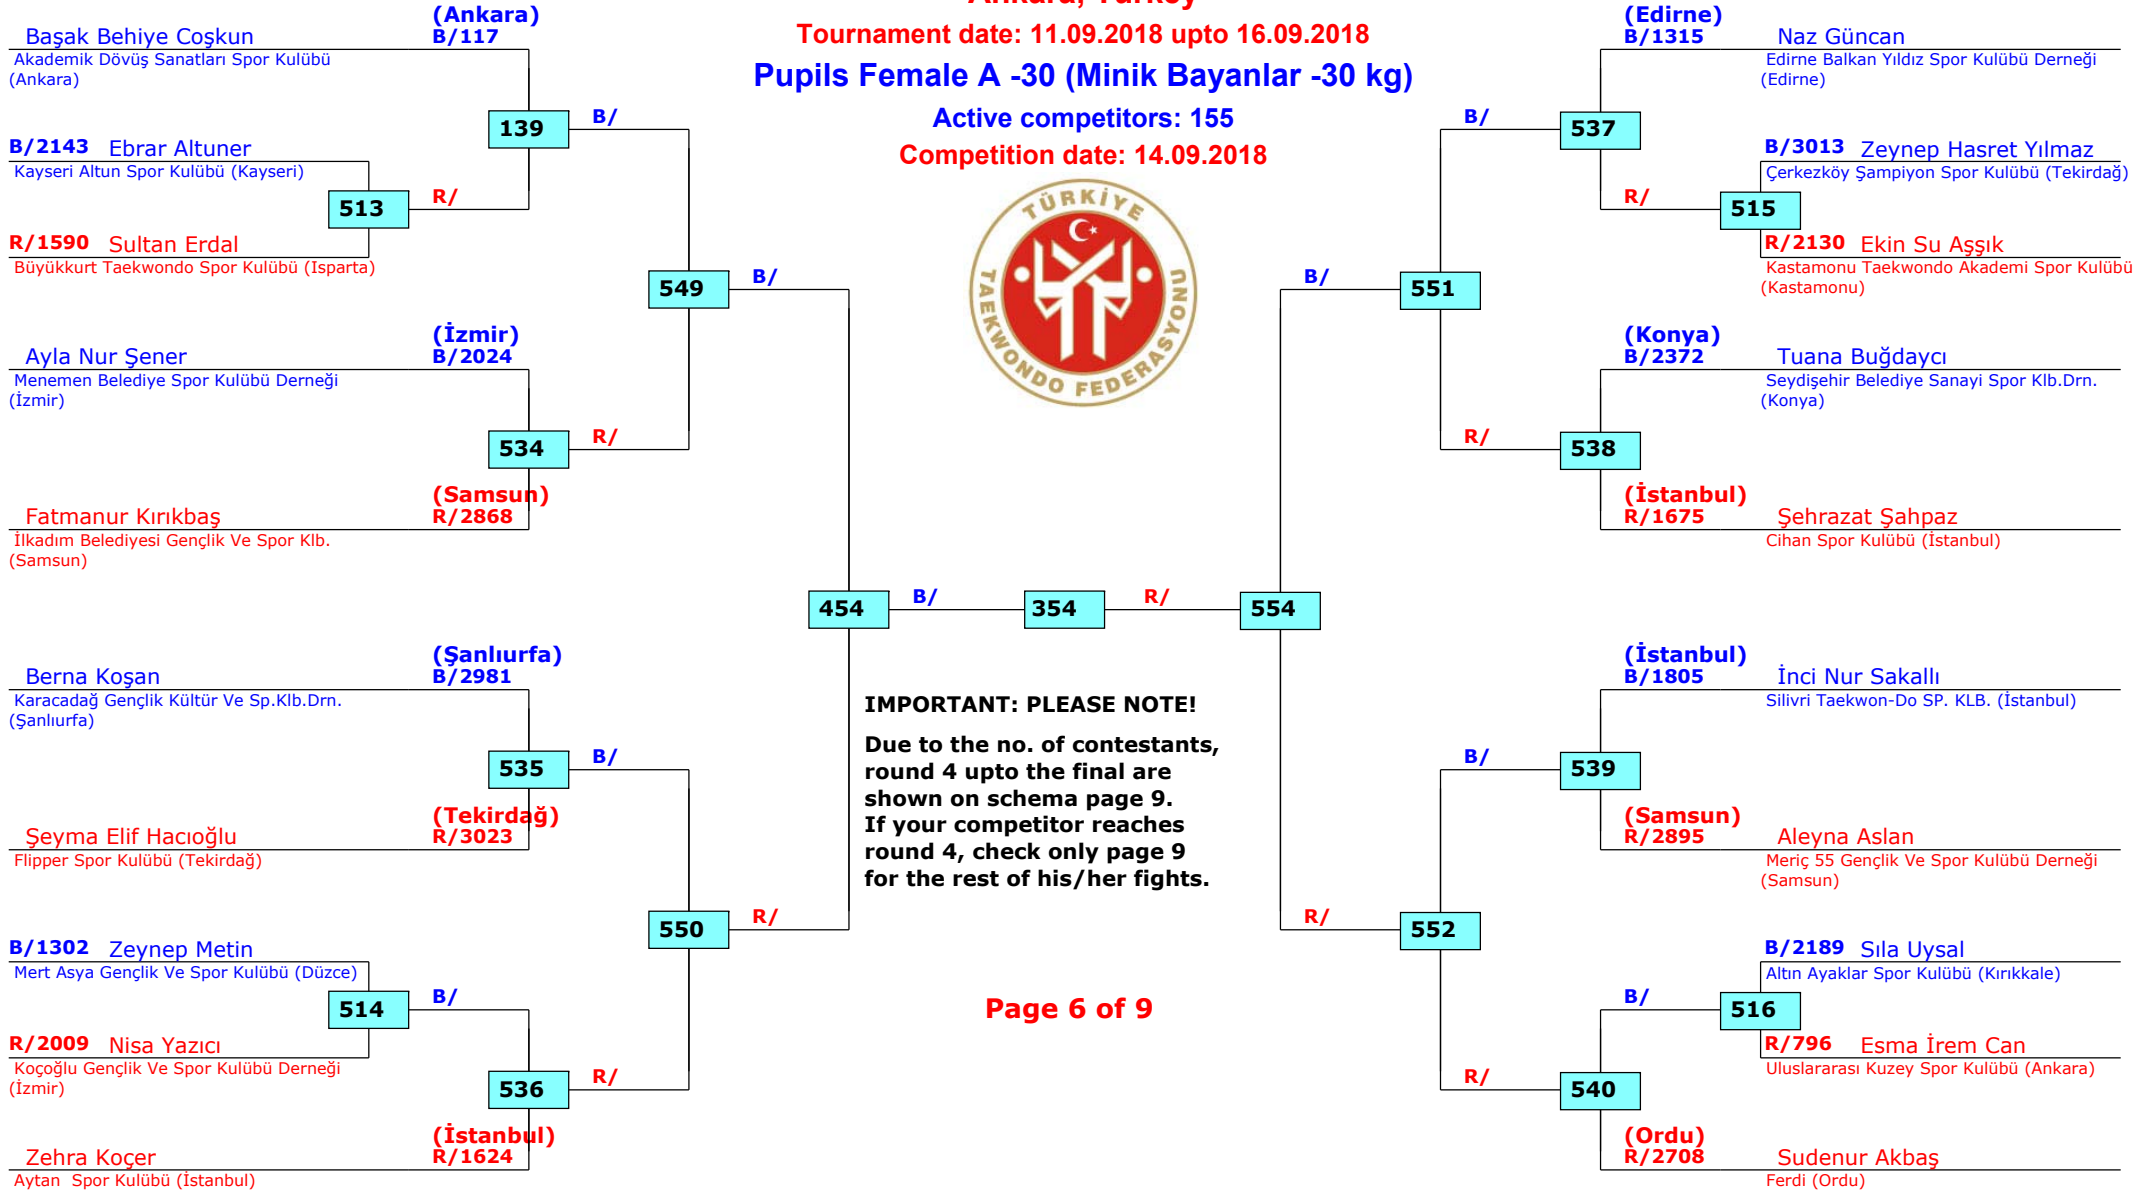 Ankara, Turkey
Tournament date: 11.09.2018 upto 16.09.2018
Pupils Female A -30 (Minik Bayanlar -30 kg)
Active competitors: 155
Competition date: 14.09.2018
TÜRKİYE
TAEKWONDO FEDERASYONU
(Ankara)
Başak Behiye Coşkun B/117
Akademik Dövüş Sanatları Spor Kulübü
(Ankara)
139 B/
B/2143 Ebrar Altuner
Kayseri Altun Spor Kulübü (Kayseri)
513 R/
R/1590 Sultan Erdal
Büyükkurt Taekwondo Spor Kulübü (Isparta)
549 B/
(İzmir)
Ayla Nur Şener B/2024
Menemen Belediye Spor Kulübü Derneği
(İzmir)
534 R/
(Samsun)
Fatmanur Kırıkbaş R/2868
İlkadım Belediyesi Gençlik Ve Spor Klb.
(Samsun)
454 B/ 354 R/ 554
(Şanlıurfa)
Berna Koşan B/2981
Karacadağ Gençlik Kültür Ve Sp.Klb.Drn.
(Şanlıurfa)
535 B/
(Tekirdağ)
Şeyma Elif Hacıoğlu R/3023
Flipper Spor Kulübü (Tekirdağ)
550 R/
B/1302 Zeynep Metin
Mert Asya Gençlik Ve Spor Kulübü (Düzce)
514 B/
R/2009 Nisa Yazıcı
Koçoğlu Gençlik Ve Spor Kulübü Derneği
(İzmir)
536 R/
(İstanbul)
Zehra Koçer R/1624
Aytan  Spor Kulübü (İstanbul)
IMPORTANT: PLEASE NOTE!
Due to the no. of contestants,
round 4 upto the final are
shown on schema page 9.
If your competitor reaches
round 4, check only page 9
for the rest of his/her fights.
Page 6 of 9
(Edirne)
B/1315 Naz Güncan
Edirne Balkan Yıldız Spor Kulübü Derneği
(Edirne)
B/ 537
B/3013 Zeynep Hasret Yılmaz
Çerkezköy Şampiyon Spor Kulübü (Tekirdağ)
R/ 515
R/2130 Ekin Su Aşşık
Kastamonu Taekwondo Akademi Spor Kulübü
(Kastamonu)
B/ 551
(Konya)
B/2372 Tuana Buğdaycı
Seydişehir Belediye Sanayi Spor Klb.Drn.
(Konya)
R/ 538
(İstanbul)
R/1675 Şehrazat Şahpaz
Cihan Spor Kulübü (İstanbul)
(İstanbul)
B/1805 İnci Nur Sakallı
Silivri Taekwon-Do SP. KLB. (İstanbul)
B/ 539
(Samsun)
R/2895 Aleyna Aslan
Meriç 55 Gençlik Ve Spor Kulübü Derneği
(Samsun)
R/ 552
B/2189 Sıla Uysal
Altın Ayaklar Spor Kulübü (Kırıkkale)
B/ 516
R/796 Esma İrem Can
Uluslararası Kuzey Spor Kulübü (Ankara)
R/ 540
(Ordu)
R/2708 Sudenur Akbaş
Ferdi (Ordu)